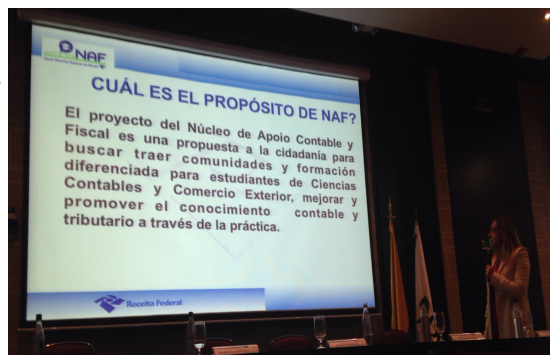 NAF
CUÁL ES EL PROPÓSITO DE NAF?
El proyecto del Núcleo de Apoio Contable y
Fiscal es una propuesta a la cidadanía para
buscar traer comunidades y formación
diferenciada para estudiantes de Ciencias
Contables y Comercio Exterior, mejorar y
promover el conocimiento contable y
tributario a través de la práctica.
Receita Federal